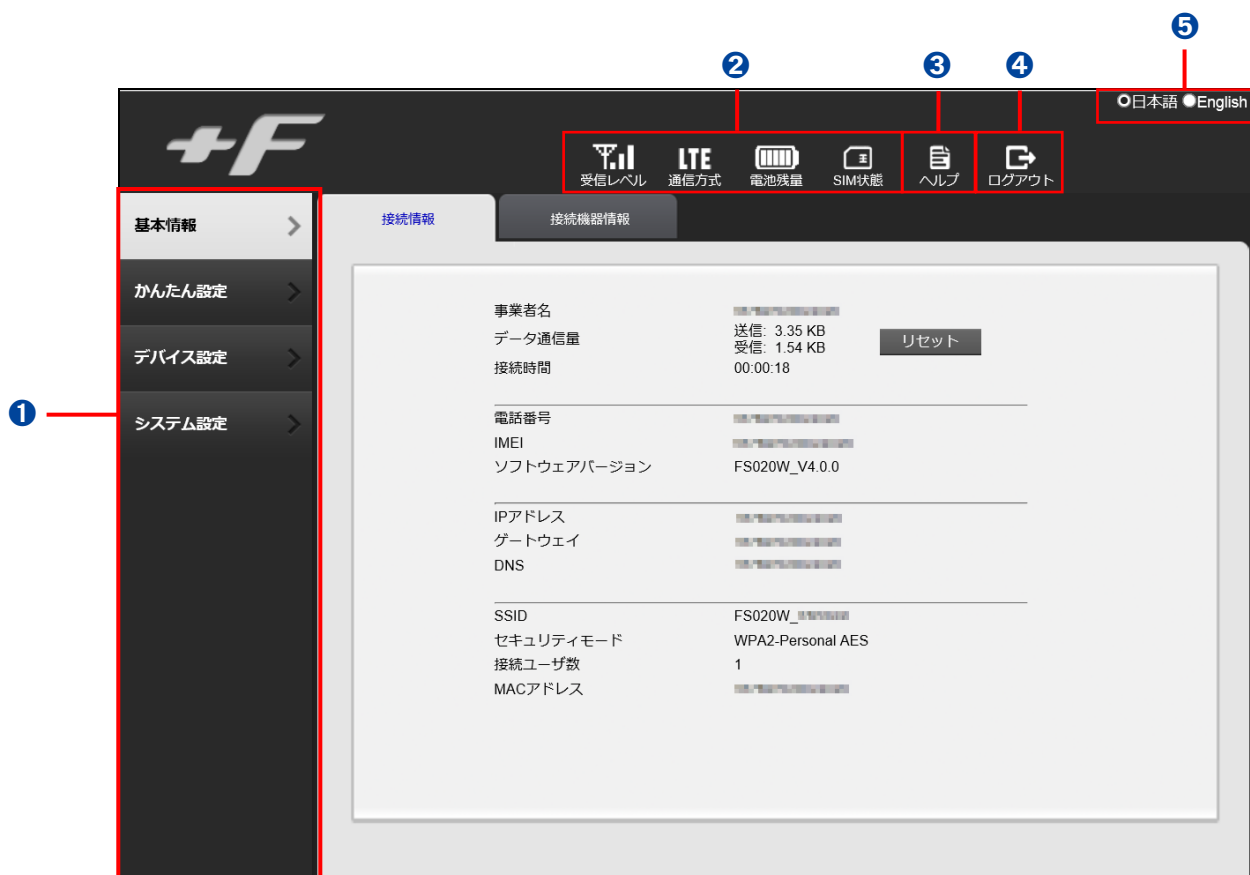 5
2
3
4
日本語 English
+F
受信レベル
LTE
通信方式
電池残量
SIM状態
ヘルプ
ログアウト
1
基本情報
かんたん設定
デバイス設定
システム設定
接続情報
接続機器情報
事業者名
データ通信量 送信: 3.35 KB
受信: 1.54 KB
リセット
接続時間 00:00:18
電話番号
IMEI
ソフトウェアバージョン FS020W_V4.0.0
IPアドレス
ゲートウェイ
DNS
SSID FS020W_
セキュリティモード WPA2-Personal AES
接続ユーザ数 1
MACアドレス